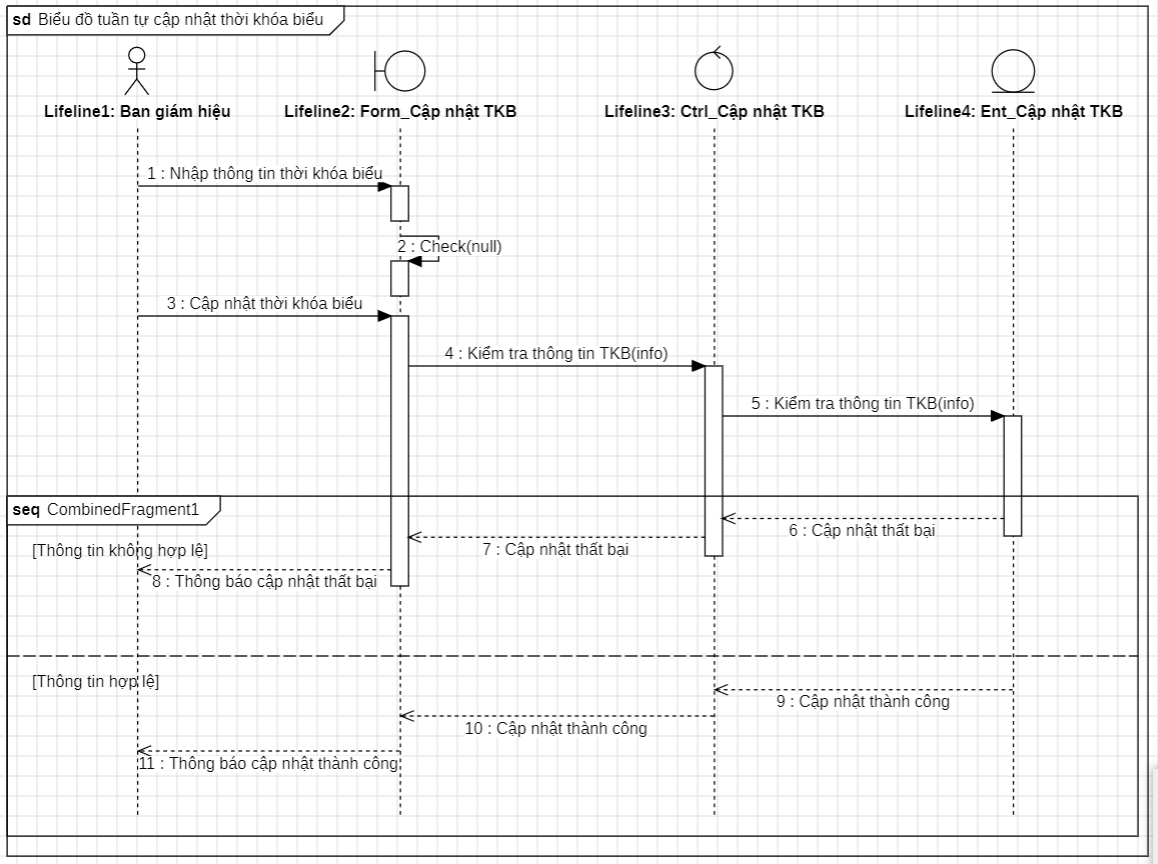 sd Biểu đồ tuần tự cập nhật thời khóa biểu
Lifeline1: Ban giám hiệu
Lifeline2: Form_Cập nhật TKB
Lifeline3: Ctrl_Cập nhật TKB
Lifeline4: Ent_Cập nhật TKB
1 : Nhập thông tin thời khóa biểu
2 : Check(null)
3 : Cập nhật thời khóa biểu
4 : Kiểm tra thông tin TKB(info)
5 : Kiểm tra thông tin TKB(info)
seq CombinedFragment1
6 : Cập nhật thất bại
7 : Cập nhật thất bại
[Thông tin không hợp lệ]
8 : Thông báo cập nhật thất bại
[Thông tin hợp lệ]
9 : Cập nhật thành công
10 : Cập nhật thành công
11 : Thông báo cập nhật thành công